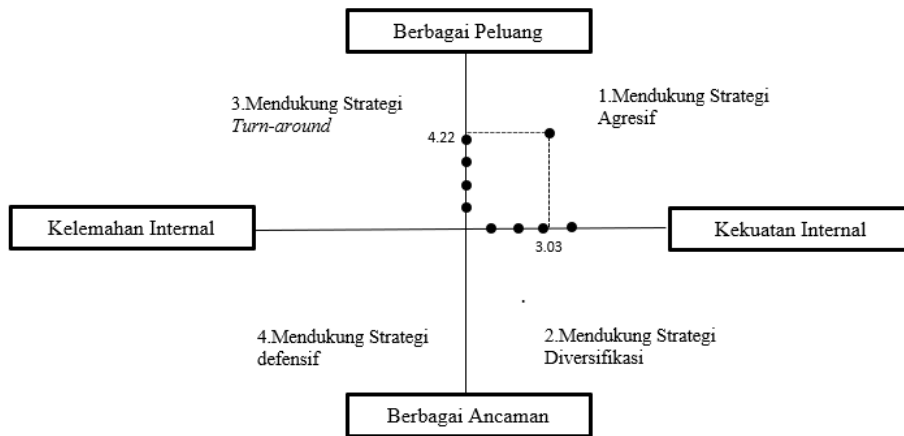 Berbagai Peluang
3.Mendukung Strategi
Turn-around
1.Mendukung Strategi
Agresif
4.22
Kelemahan Internal
Kekuatan Internal
3.03
4.Mendukung Strategi
defensif
2.Mendukung Strategi
Diversifikasi
Berbagai Ancaman